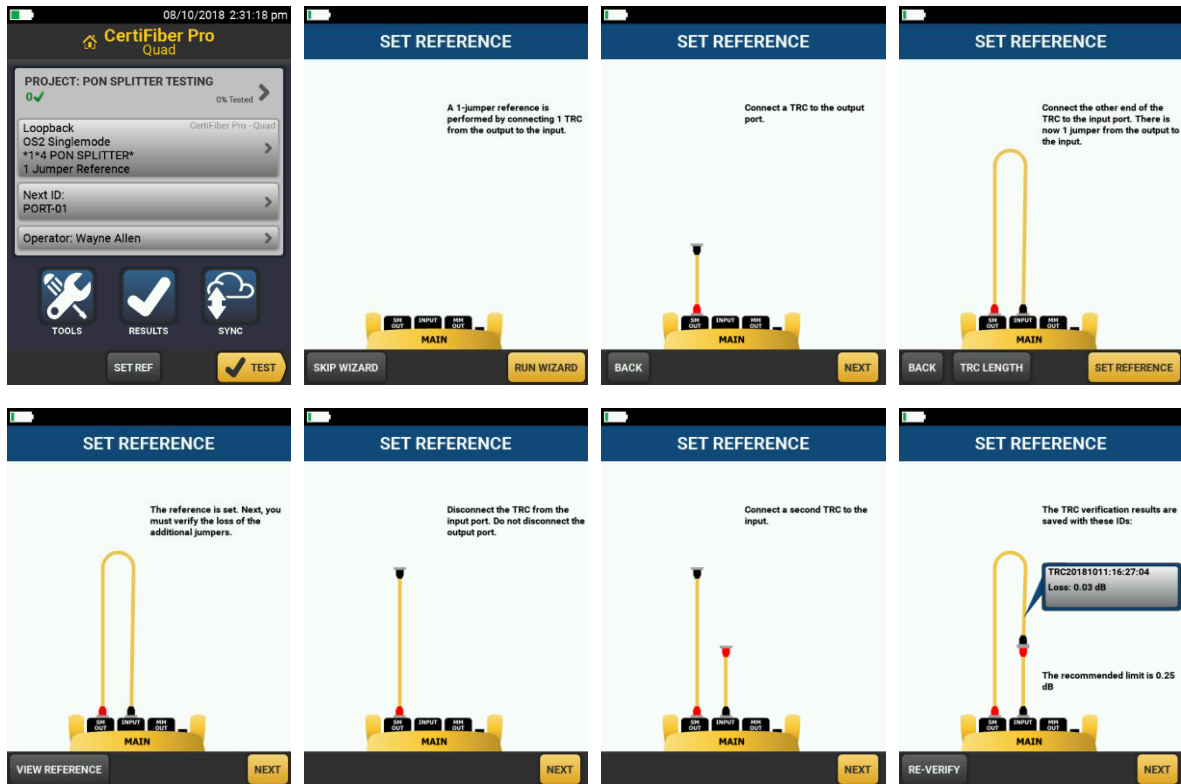 08/10/2018 2:31:18 pm
CertiFiber Pro
Quad
PROJECT: PON SPLITTER TESTING
0✓
0% Tested
CertiFiber Pro - Quad
Loopback
OS2 Singlemode
*1*4 PON SPLITTER*
1 Jumper Reference
Next ID:
PORT-01
Operator: Wayne Allen
TOOLS
RESULTS
SYNC
SET REF
TEST
SET REFERENCE
A 1-jumper reference is
performed by connecting 1 TRC
from the output to the input.
SM
OUT
INPUT
MM
OUT
MAIN
SKIP WIZARD
RUN WIZARD
SET REFERENCE
Connect a TRC to the output
port.
SM
OUT
INPUT
MM
OUT
MAIN
BACK
NEXT
SET REFERENCE
Connect the other end of the
TRC to the input port. There is
now 1 jumper from the output to
the input.
SM
OUT
INPUT
MM
OUT
MAIN
BACK
TRC LENGTH
SET REFERENCE
SET REFERENCE
The reference is set. Next, you
must verify the loss of the
additional jumpers.
SM
OUT
INPUT
MM
OUT
MAIN
VIEW REFERENCE
NEXT
SET REFERENCE
Disconnect the TRC from the
input port. Do not disconnect the
output port.
SM
OUT
INPUT
MM
OUT
MAIN
NEXT
SET REFERENCE
Connect a second TRC to the
input.
SM
OUT
INPUT
MM
OUT
MAIN
NEXT
SET REFERENCE
The TRC verification results are
saved with these IDs:
TRC20181011:16:27:04
Loss: 0.03 dB
The recommended limit is 0.25
dB
SM
OUT
INPUT
MM
OUT
MAIN
RE-VERIFY
NEXT